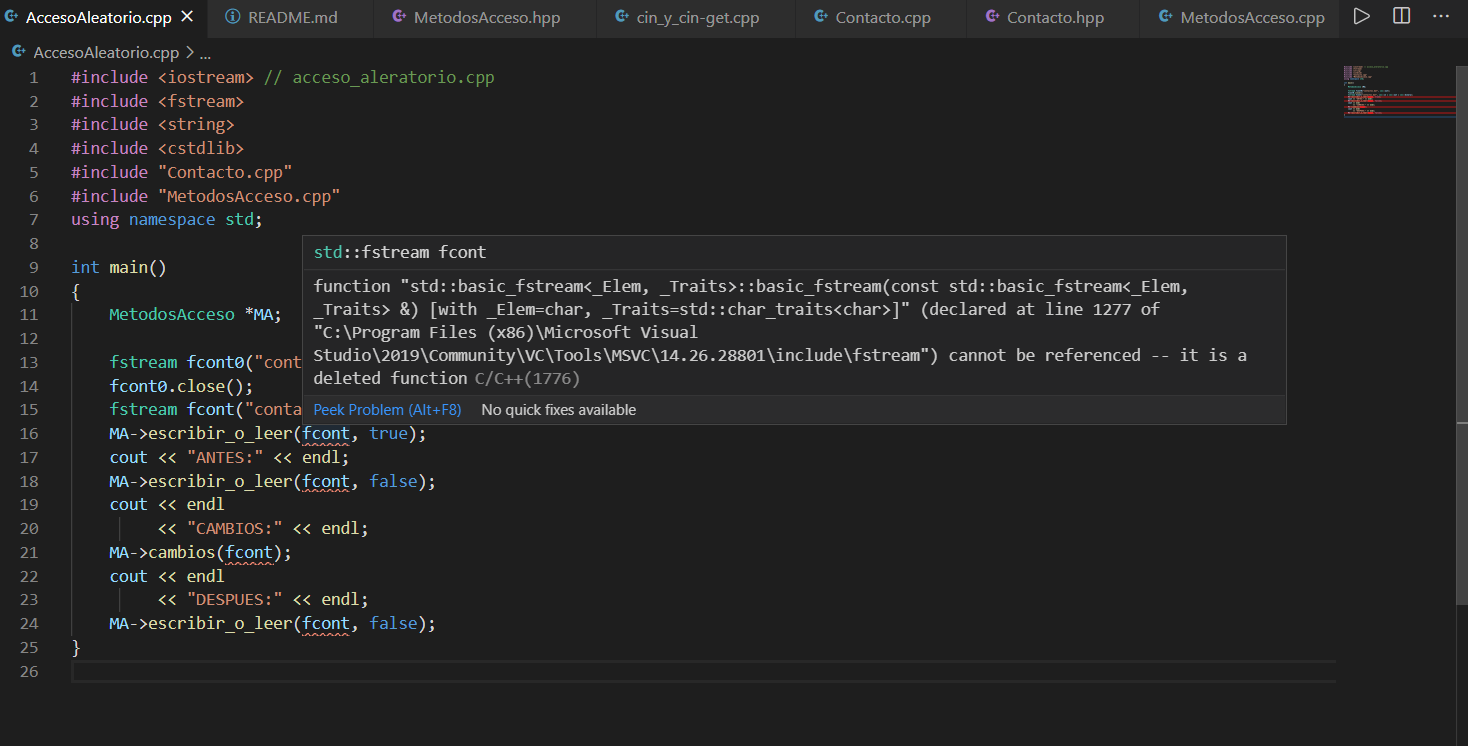 AccesoAleatorio.cpp README.md MetodosAcceso.hpp cin_y_cin-get.cpp Contacto.cpp Contacto.hpp MetodosAcceso.cpp
AccesoAleatorio.cpp > ...
1 #include <iostream> // acceso_aleratorio.cpp
2 #include <fstream>
3 #include <string>
4 #include <cstdlib>
5 #include "Contacto.cpp"
6 #include "MetodosAcceso.cpp"
7 using namespace std;
8
9 int main()
10 {
11 MetodosAcceso *MA;
12
13 fstream fcont0("cont
14 fcont0.close();
15 fstream fcont("conta
16 MA->escribir_o_leer(fcont, true);
17 cout << "ANTES:" << endl;
18 MA->escribir_o_leer(fcont, false);
19 cout << endl
20 << "CAMBIOS:" << endl;
21 MA->cambios(fcont);
22 cout << endl
23 << "DESPUES:" << endl;
24 MA->escribir_o_leer(fcont, false);
25 }
26
std::fstream fcont
function "std::basic_fstream<_Elem, _Traits>::basic_fstream(const std::basic_fstream<_Elem,
_Traits> &) [with _Elem=char, _Traits=std::char_traits<char>]" (declared at line 1277 of
"C:\Program Files (x86)\Microsoft Visual
Studio\2019\Community\VC\Tools\MSVC\14.26.28801\include\fstream") cannot be referenced -- it is a
deleted function C/C++(1776)
Peek Problem (Alt+F8) No quick fixes available